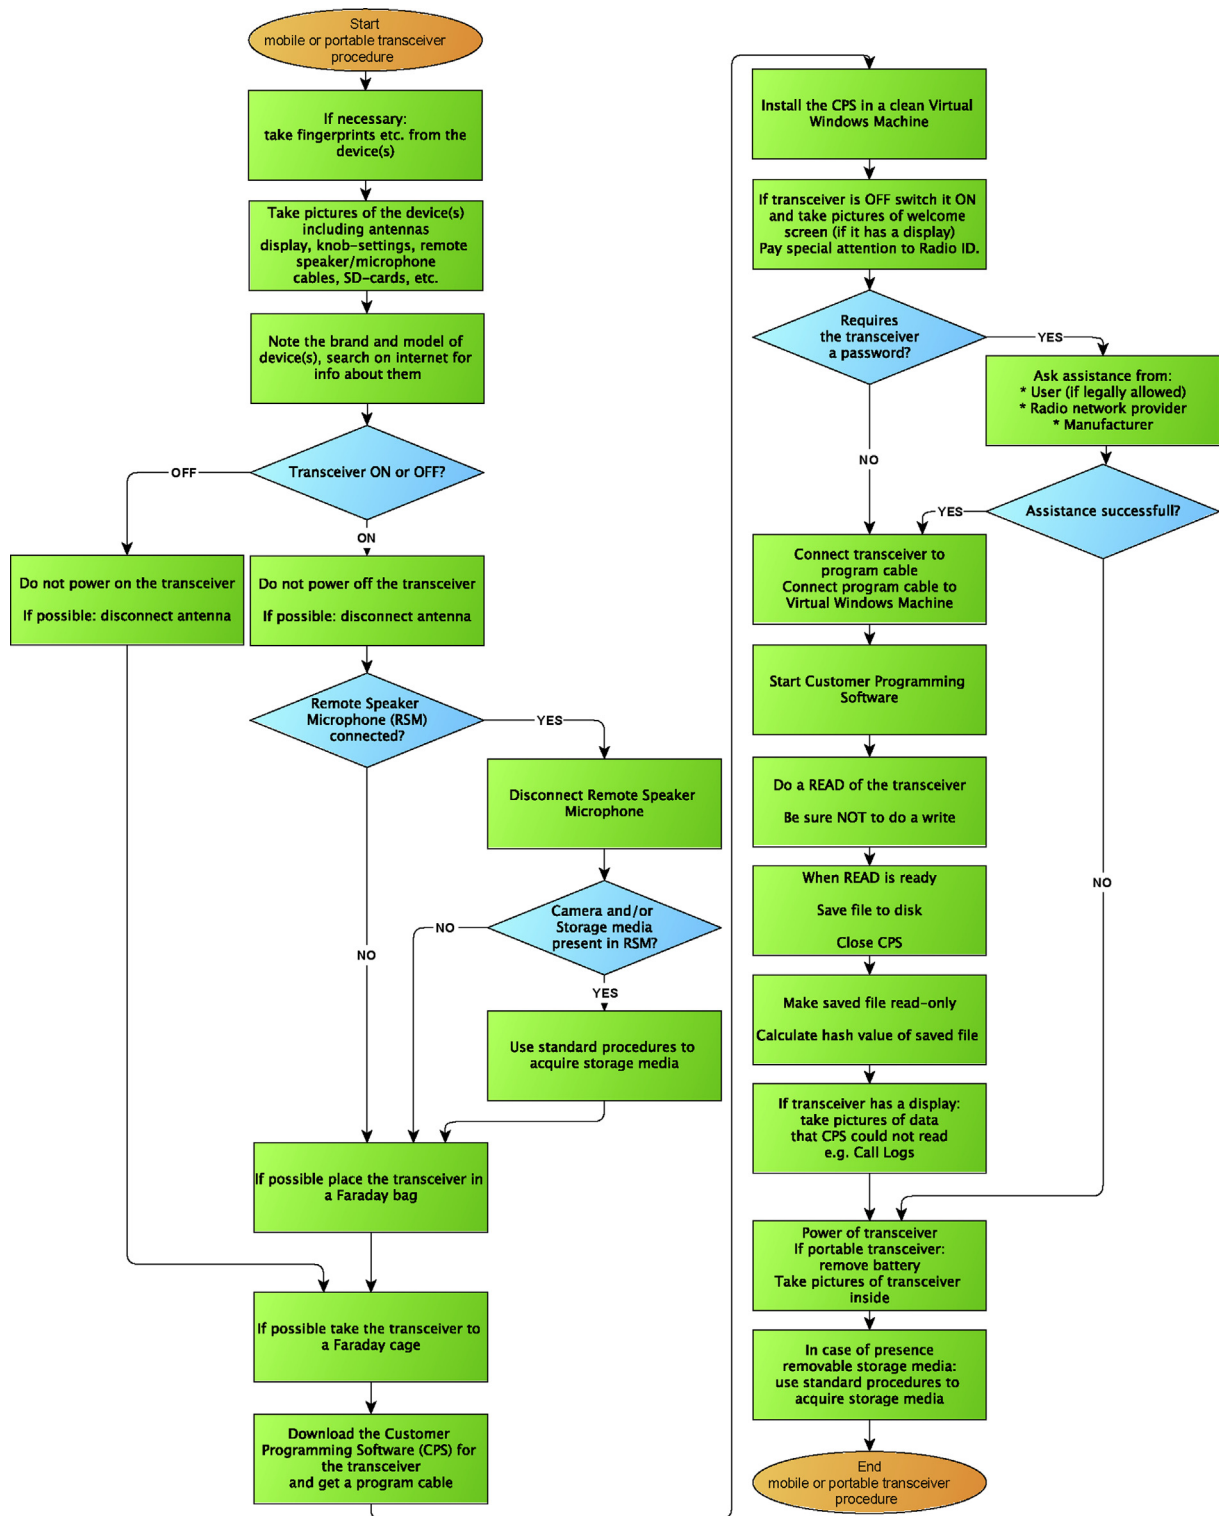 Start
mobile or portable transceiver
procedure
If necessary:
take fingerprints etc. from the
device(s)
Take pictures of the device(s)
including antennas
display, knob-settings, remote
speaker/microphone
cables, SD-cards, etc.
Note the brand and model of
device(s), search on internet for
info about them
Transceiver ON or OFF?
OFF
ON
Do not power on the transceiver
If possible: disconnect antenna
Do not power off the transceiver
If possible: disconnect antenna
Remote Speaker
Microphone (RSM)
connected?
YES
NO
Disconnect Remote Speaker
Microphone
Camera and/or
Storage media
present in RSM?
NO
YES
Use standard procedures to
acquire storage media
If possible place the transceiver in
a Faraday bag
If possible take the transceiver to
a Faraday cage
Download the Customer
Programming Software (CPS) for
the transceiver
and get a program cable
Install the CPS in a clean Virtual
Windows Machine
If transceiver is OFF switch it ON
and take pictures of welcome
screen (if it has a display)
Pay special attention to Radio ID.
Requires
the transceiver
a password?
YES
NO
Ask assistance from:
* User (if legally allowed)
* Radio network provider
* Manufacturer
Assistance successfull?
YES
NO
Connect transceiver to
program cable
Connect program cable to
Virtual Windows Machine
Start Customer Programming
Software
Do a READ of the transceiver
Be sure NOT to do a write
When READ is ready
Save file to disk
Close CPS
Make saved file read-only
Calculate hash value of saved file
If transceiver has a display:
take pictures of data
that CPS could not read
e.g. Call Logs
Power of transceiver
If portable transceiver:
remove battery
Take pictures of transceiver
inside
In case of presence
removable storage media:
use standard procedures to
acquire storage media
End
mobile or portable transceiver
procedure